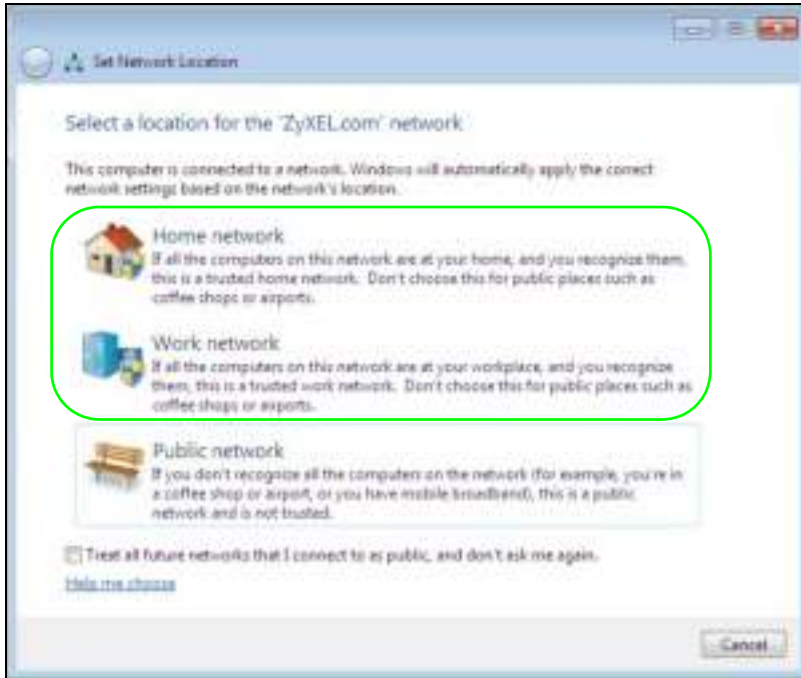 Set Network Location
Select a location for the 'ZyXEL.com' network
This computer is connected to a network. Windows will automatically apply the correct
network settings based on the network's location.
Home network
If all the computers on this network are at your home, and you recognize them,
this is a trusted home network. Don't choose this for public places such as
coffee shops or airports.
Work network
If all the computers on this network are at your workplace, and you recognize
them, this is a trusted work network. Don't choose this for public places such as
coffee shops or airports.
Public network
If you don't recognize all the computers on the network (for example, you're in
a coffee shop or airport, or you have mobile broadband), this is a public
network and is not trusted.
Treat all future networks that I connect to as public, and don't ask me again.
Help me choose
Cancel